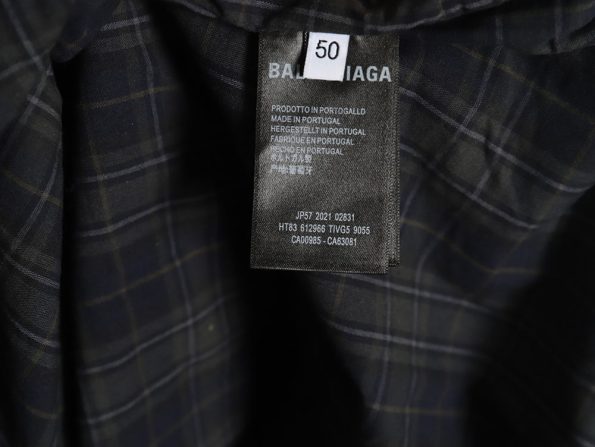 50
BALENCIAGA
PRODOTTO IN PORTOGALLO
MADE IN PORTUGAL
HERGESTELLT IN PORTUGAL
FABRIQUE EN PORTUGAL
HECHO EN PORTUGAL
ポルトガル製
产地:葡萄牙
JP57 2021 02831
HT83 612966 TIVG5 9055
CA00985 - CA63081